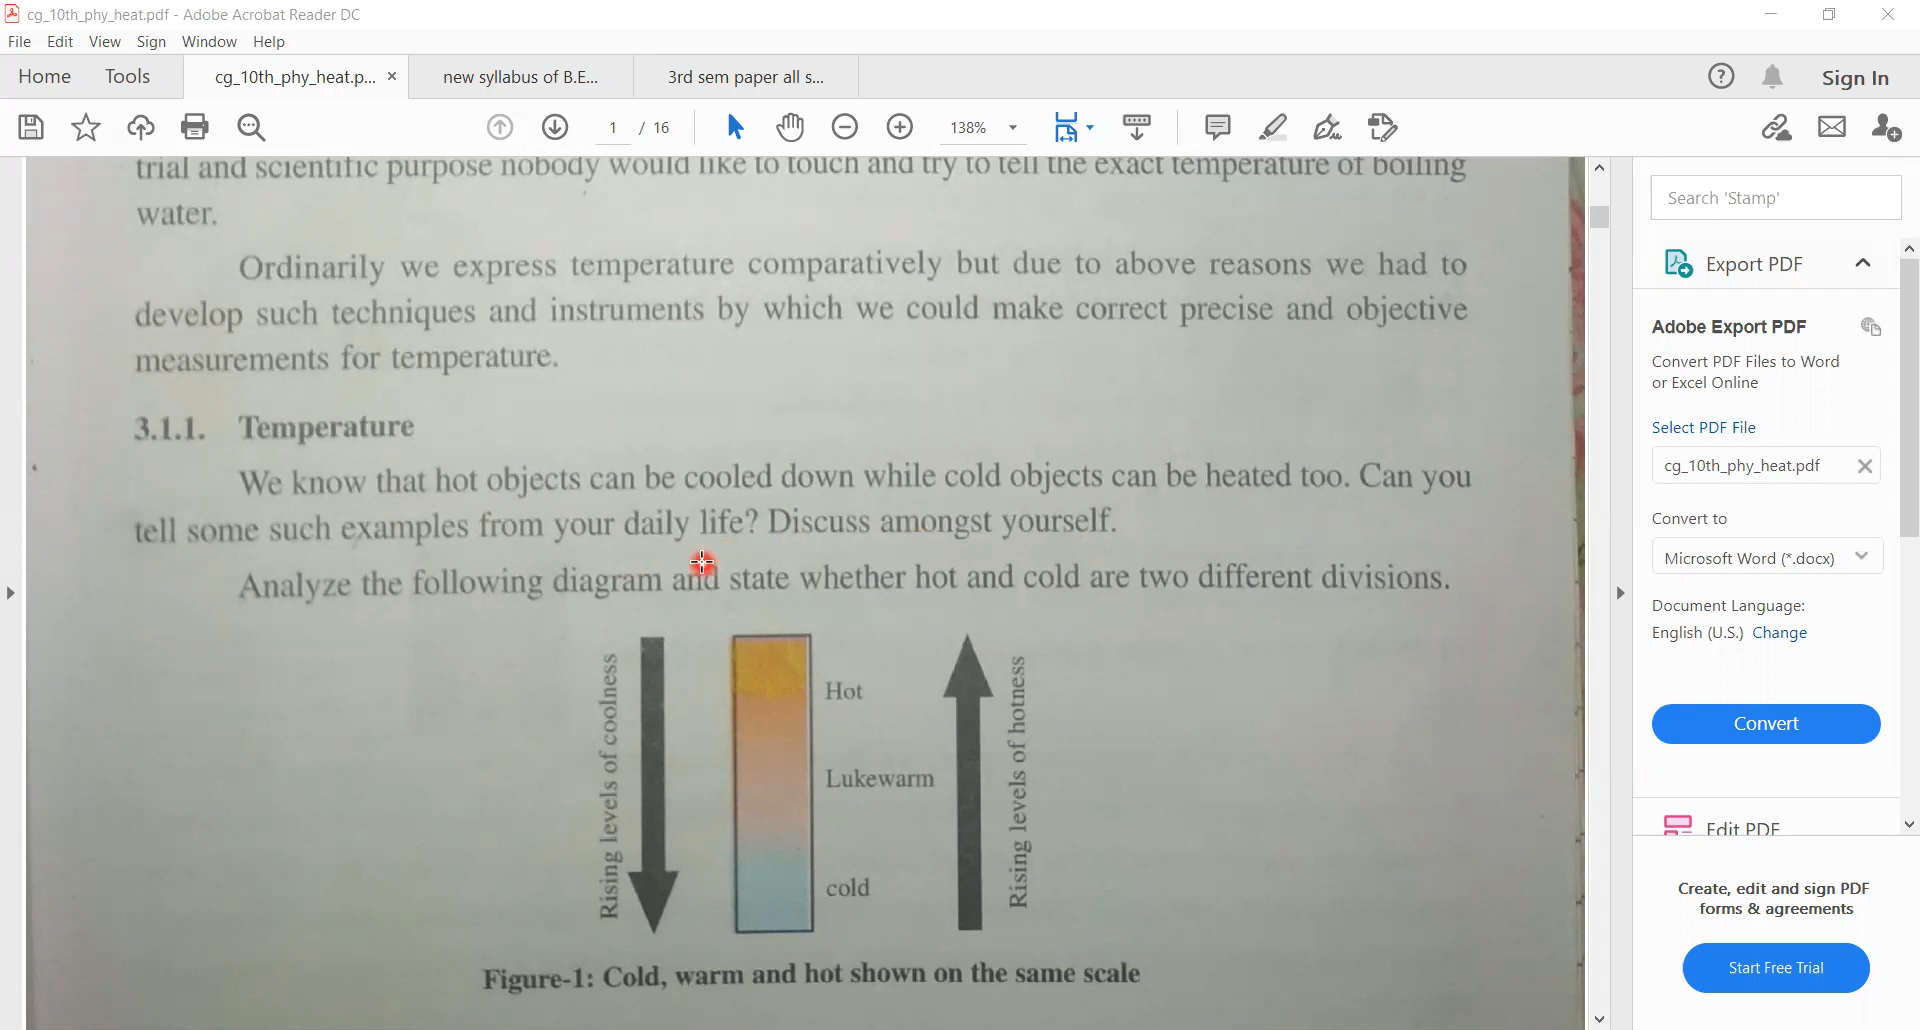 cg_10th_phy_heat.pdf - Adobe Acrobat Reader DC
File Edit View Sign Window Help
Home Tools cg_10th_phy_heat.p... × new syllabus of B.E... 3rd sem paper all s... Sign In
1 / 16 138%
trial and scientific purpose nobody would like to touch and try to tell the exact temperature of boiling
water.
Ordinarily we express temperature comparatively but due to above reasons we had to
develop such techniques and instruments by which we could make correct precise and objective
measurements for temperature.
3.1.1. Temperature
We know that hot objects can be cooled down while cold objects can be heated too. Can you
tell some such examples from your daily life? Discuss amongst yourself.
Analyze the following diagram and state whether hot and cold are two different divisions.
Rising levels of coolness
Hot
Lukewarm
cold
Rising levels of hotness
Figure-1: Cold, warm and hot shown on the same scale
Search 'Stamp'
Export PDF
Adobe Export PDF
Convert PDF Files to Word
or Excel Online
Select PDF File
cg_10th_phy_heat.pdf
Convert to
Microsoft Word (*.docx)
Document Language:
English (U.S.) Change
Convert
Edit PDF
Create, edit and sign PDF
forms & agreements
Start Free Trial